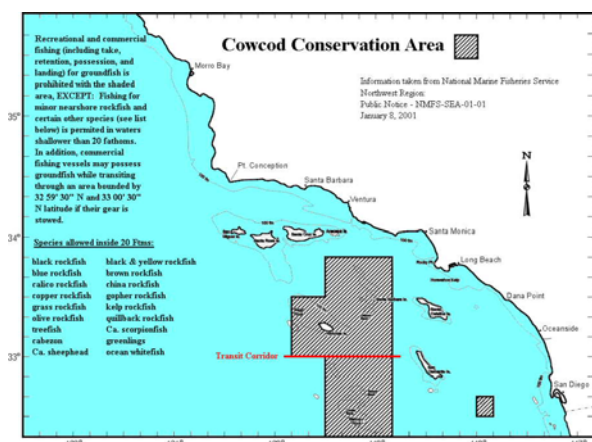 Cowcod Conservation Area
Recreational and commercial
fishing (including take,
retention, possession, and
landing) for groundfish is
prohibited with the shaded
area, EXCEPT:  Fishing for
minor nearshore rockfish and
certain other species (see list
below) is permitted in waters
shallower than 20 fathoms.
In addition, commercial
fishing vessels may possess
groundfish while transiting
through an area bounded by
32 59' 30" N and 33 00' 30"
N latitude if their gear is
stowed.
Species allowed inside 20 Ftms:
black rockfish black & yellow rockfish
blue rockfish brown rockfish
calico rockfish china rockfish
copper rockfish gopher rockfish
grass rockfish kelp rockfish
olive rockfish quillback rockfish
treefish Ca. scorpionfish
cabezon greenlings
Ca. sheephead ocean whitefish
Information taken from National Marine Fisheries Service
Northwest Region:
Public Notice - NMFS-SEA-01-01
January 8, 2001
N
Morro Bay
Pt. Conception
Santa Barbara
Ventura
Santa Monica
Long Beach
Dana Point
Oceanside
San Diego
Transit Corridor
35°
34°
33°